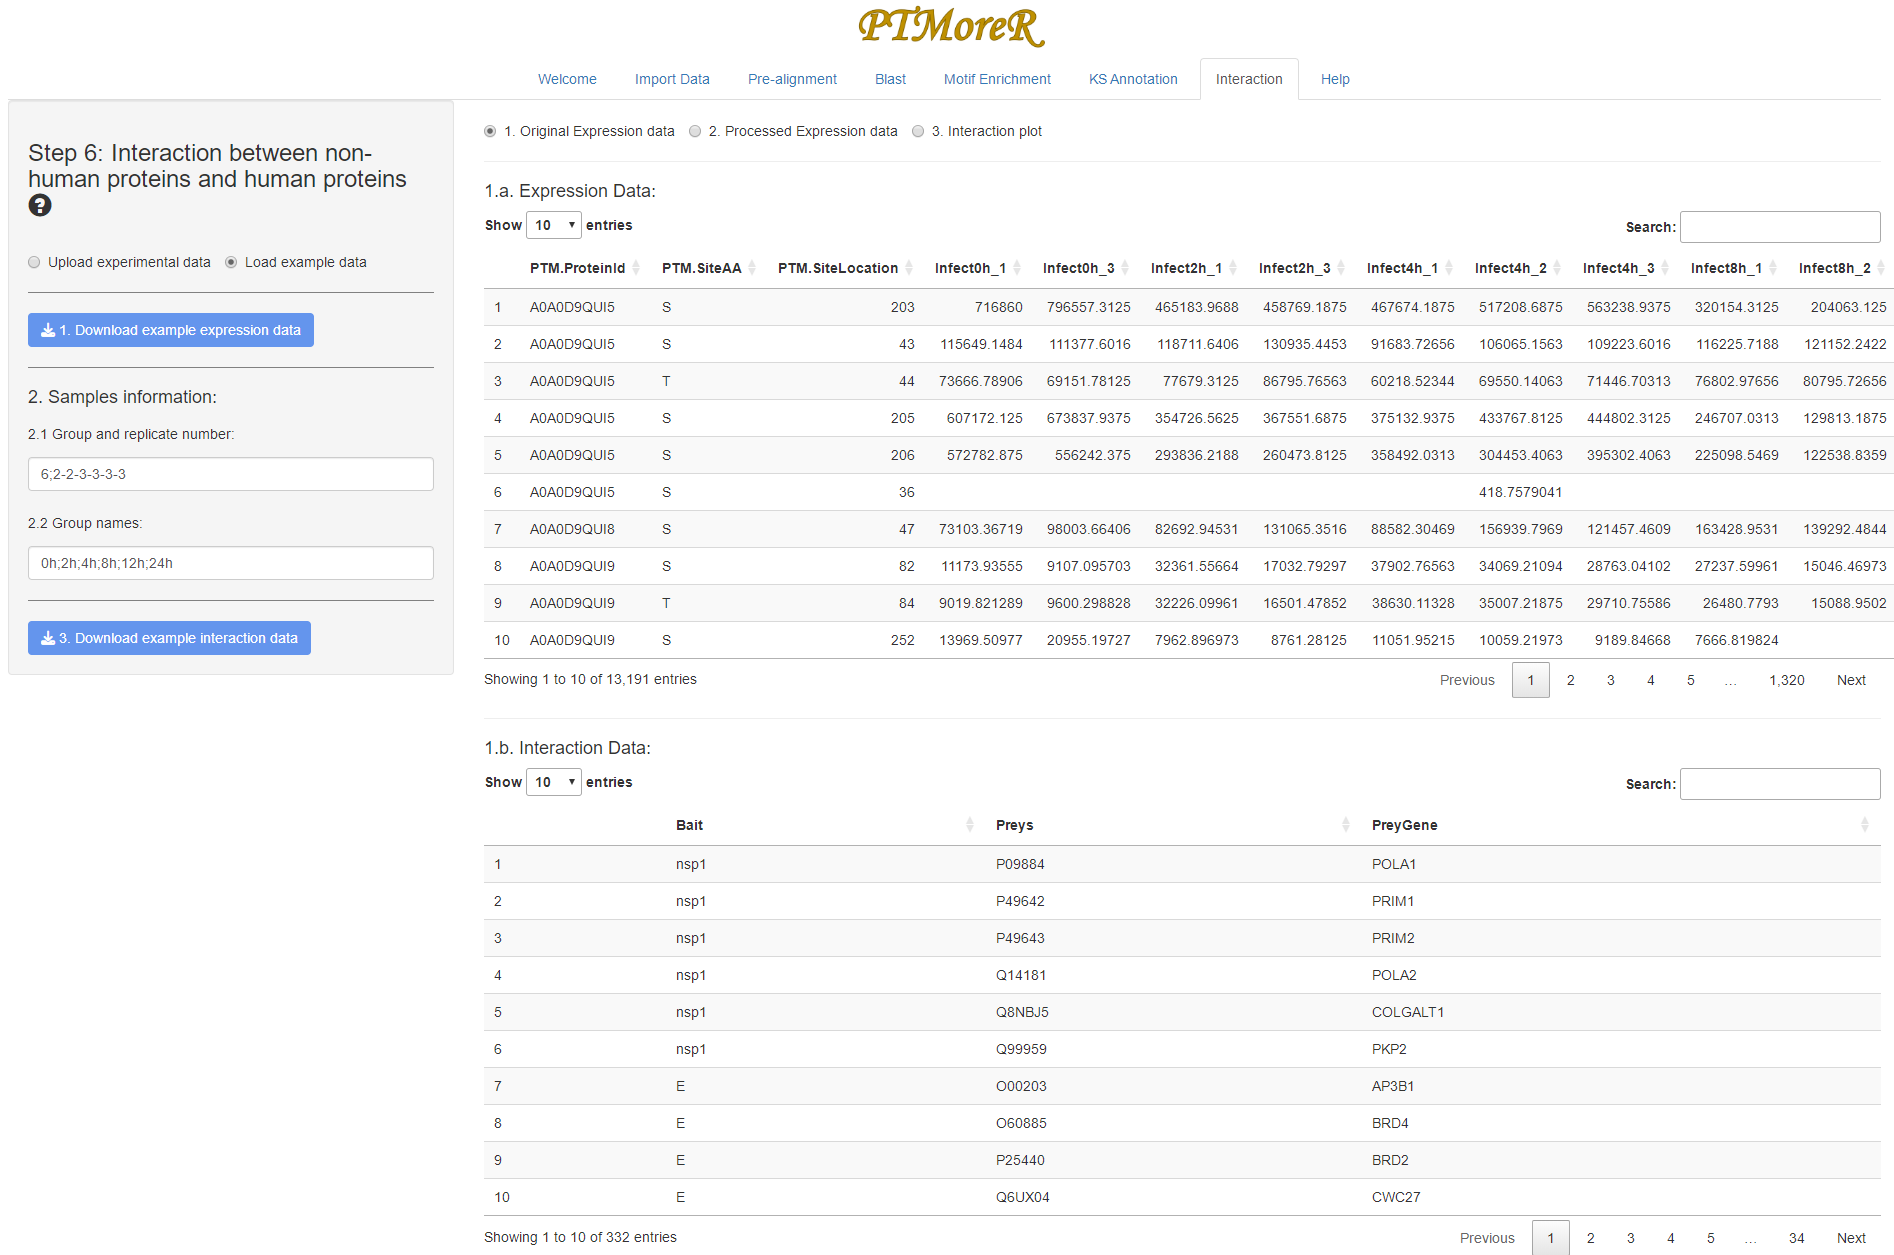 PTMoreR
Welcome Import Data Pre-alignment Blast Motif Enrichment KS Annotation Interaction Help
Step 6: Interaction between non-
human proteins and human proteins
?
Upload experimental data Load example data
1. Download example expression data
2. Samples information:
2.1 Group and replicate number:
6;2-2-3-3-3-3
2.2 Group names:
0h;2h;4h;8h;12h;24h
3. Download example interaction data
1. Original Expression data 2. Processed Expression data 3. Interaction plot
1.a. Expression Data:
Show 10 entries Search:
PTM.ProteinId PTM.SiteAA PTM.SiteLocation Infect0h_1 Infect0h_3 Infect2h_1 Infect2h_3 Infect4h_1 Infect4h_2 Infect4h_3 Infect8h_1 Infect8h_2
1 A0A0D9QUI5 S 203 716860 796557.3125 465183.9688 458769.1875 467674.1875 517208.6875 563238.9375 320154.3125 204063.125
2 A0A0D9QUI5 S 43 115649.1484 111377.6016 118711.6406 130935.4453 91683.72656 106065.1563 109223.6016 116225.7188 121152.2422
3 A0A0D9QUI5 T 44 73666.78906 69151.78125 77679.3125 86795.76563 60218.52344 69550.14063 71446.70313 76802.97656 80795.72656
4 A0A0D9QUI5 S 205 607172.125 673837.9375 354726.5625 367551.6875 375132.9375 433767.8125 444802.3125 246707.0313 129813.1875
5 A0A0D9QUI5 S 206 572782.875 556242.375 293836.2188 260473.8125 358492.0313 304453.4063 395302.4063 225098.5469 122538.8359
6 A0A0D9QUI5 S 36 418.7579041
7 A0A0D9QUI8 S 47 73103.36719 98003.66406 82692.94531 131065.3516 88582.30469 156939.7969 121457.4609 163428.9531 139292.4844
8 A0A0D9QUI9 S 82 11173.93555 9107.095703 32361.55664 17032.79297 37902.76563 34069.21094 28763.04102 27237.59961 15046.46973
9 A0A0D9QUI9 T 84 9019.821289 9600.298828 32226.09961 16501.47852 38630.11328 35007.21875 29710.75586 26480.7793 15088.9502
10 A0A0D9QUI9 S 252 13969.50977 20955.19727 7962.896973 8761.28125 11051.95215 10059.21973 9189.84668 7666.819824
Showing 1 to 10 of 13,191 entries Previous 1 2 3 4 5 … 1,320 Next
1.b. Interaction Data:
Show 10 entries Search:
Bait Preys PreyGene
1 nsp1 P09884 POLA1
2 nsp1 P49642 PRIM1
3 nsp1 P49643 PRIM2
4 nsp1 Q14181 POLA2
5 nsp1 Q8NBJ5 COLGALT1
6 nsp1 Q99959 PKP2
7 E O00203 AP3B1
8 E O60885 BRD4
9 E P25440 BRD2
10 E Q6UX04 CWC27
Showing 1 to 10 of 332 entries Previous 1 2 3 4 5 … 34 Next